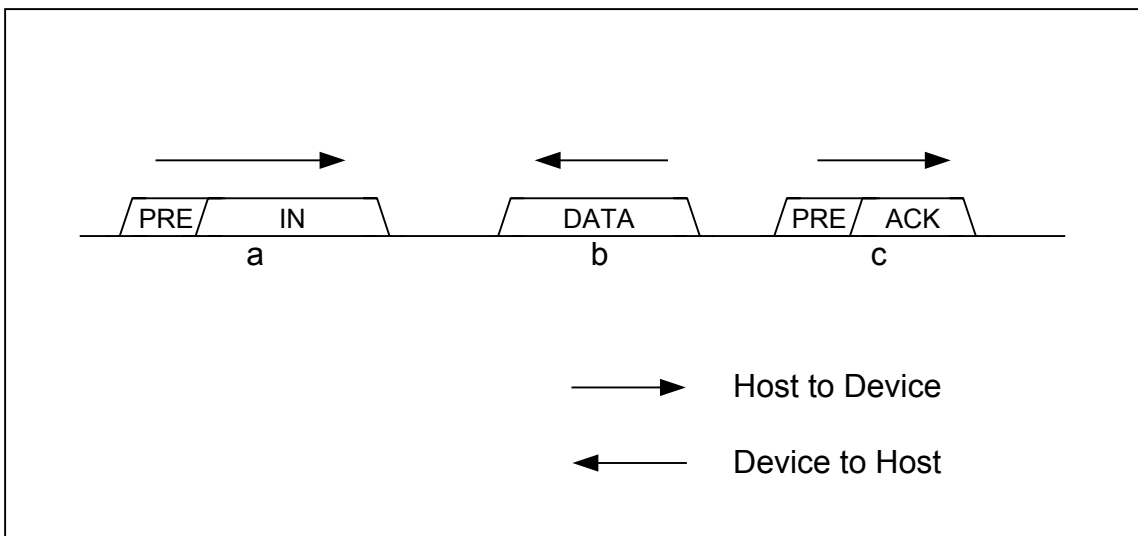 PRE IN DATA PRE ACK
a b c
Host to Device
Device to Host